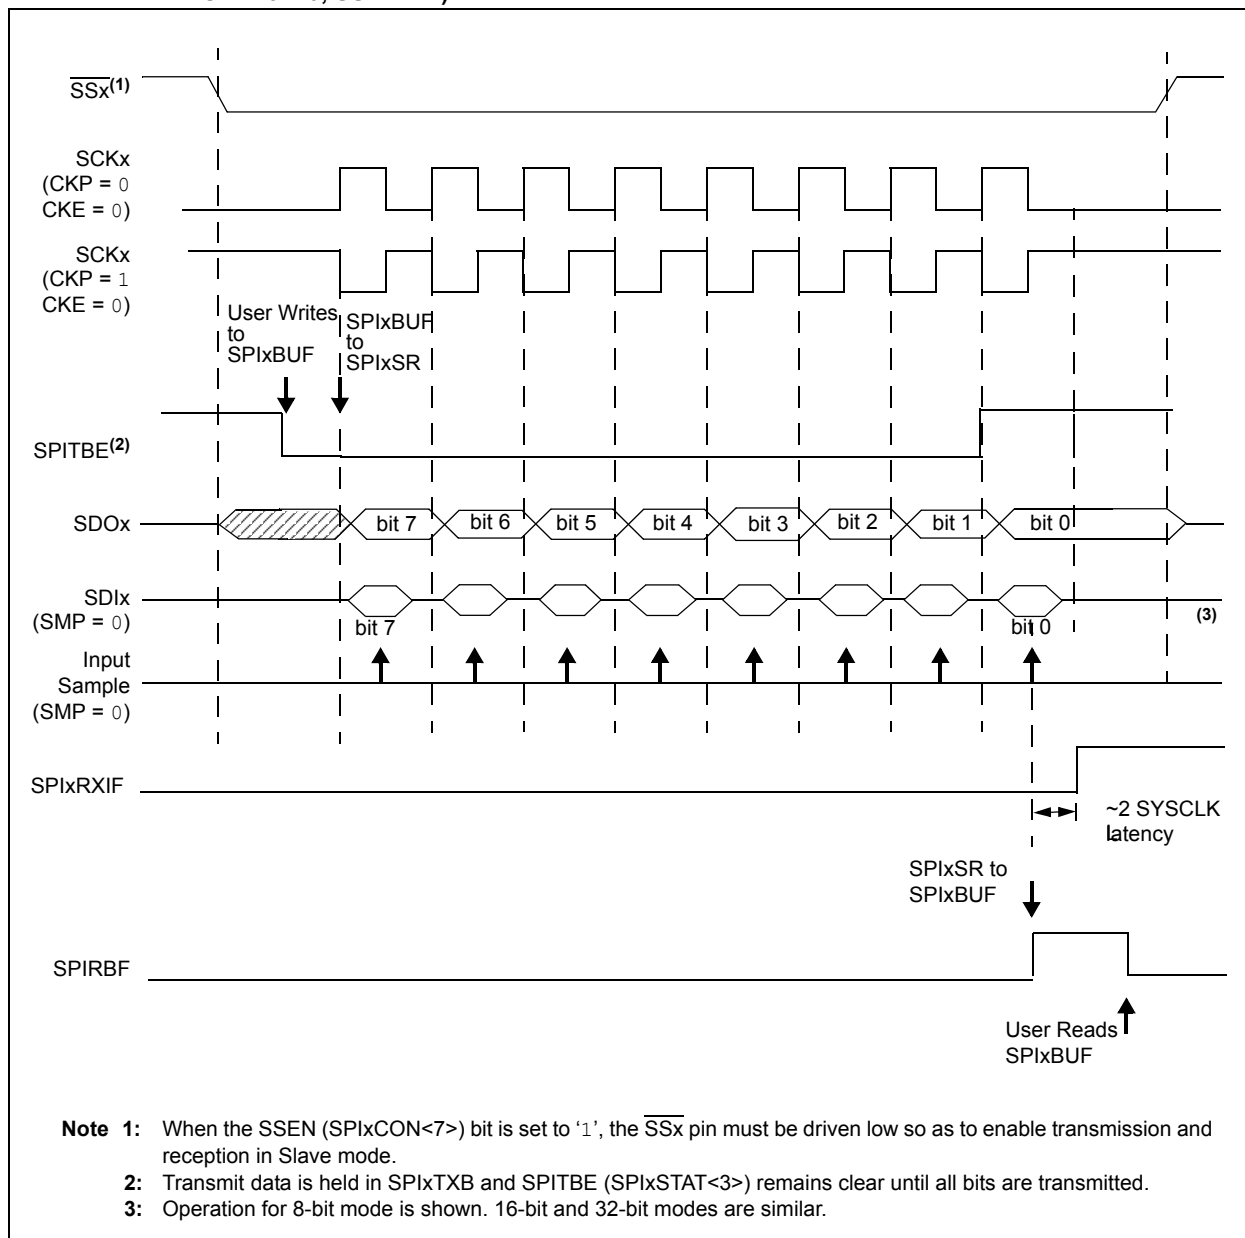 SSx(1)
SCKx
(CKP = 0
CKE = 0)
SCKx
(CKP = 1
CKE = 0)
User Writes
to
SPIxBUF
SPIxBUF
to
SPIxSR
SPITBE(2)
SDOx
bit 7
bit 6
bit 5
bit 4
bit 3
bit 2
bit 1
bit 0
SDIx
(SMP = 0)
bit 7
bit 0
(3)
Input
Sample
(SMP = 0)
SPIxRXIF
~2 SYSCLK
latency
SPIxSR to
SPIxBUF
SPIRBF
User Reads
SPIxBUF
Note 1: When the SSEN (SPIxCON<7>) bit is set to ‘1’, the SSx pin must be driven low so as to enable transmission and
reception in Slave mode.
2: Transmit data is held in SPIxTXB and SPITBE (SPIxSTAT<3>) remains clear until all bits are transmitted.
3: Operation for 8-bit mode is shown. 16-bit and 32-bit modes are similar.